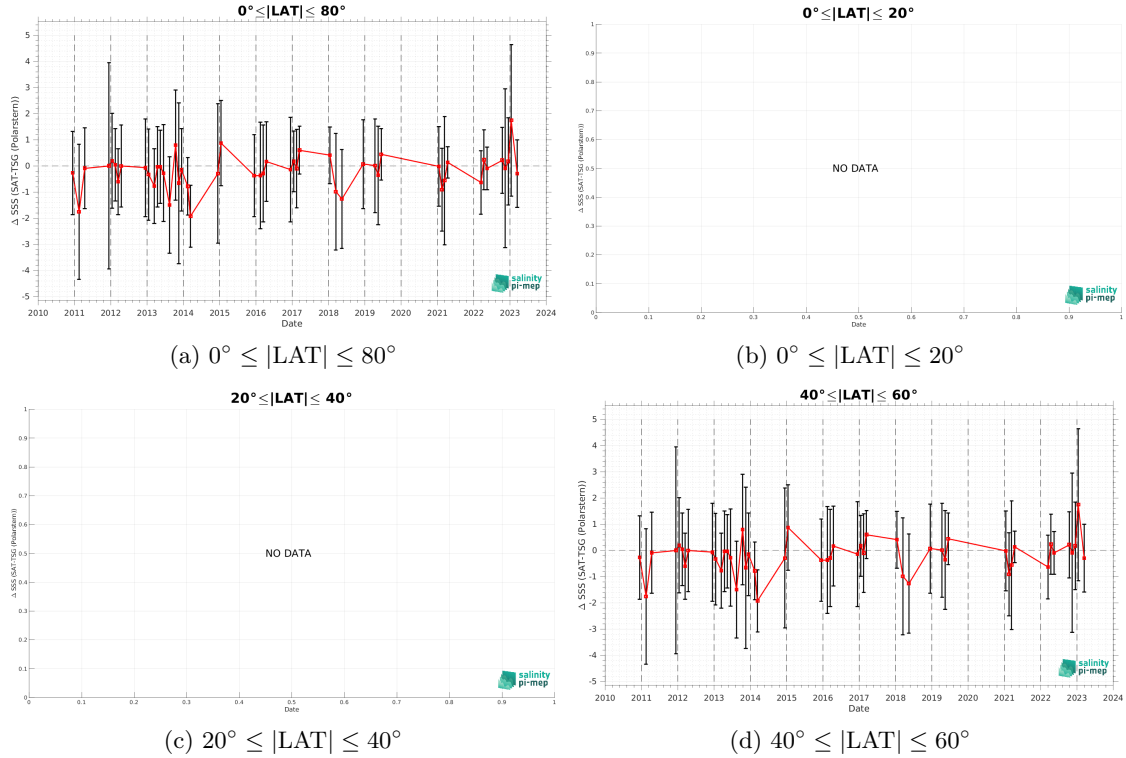 0°≤|LAT|≤ 80°
Δ SSS (SAT-TSG (Polarstern))
5
4
3
2
1
0
-1
-2
-3
-4
-5
2010 2011 2012 2013 2014 2015 2016 2017 2018 2019 2020 2021 2022 2023 2024
Date
salinity
pi-mep
(a) 0° ≤ |LAT| ≤ 80°
0°≤|LAT|≤ 20°
Δ SSS (SAT-TSG (Polarstern))
1
0.9
0.8
0.7
0.6
0.5
0.4
0.3
0.2
0.1
0
NO DATA
0 0.1 0.2 0.3 0.4 0.5 0.6 0.7 0.8 0.9 1
Date
salinity
pi-mep
(b) 0° ≤ |LAT| ≤ 20°
20°≤|LAT|≤ 40°
Δ SSS (SAT-TSG (Polarstern))
1
0.9
0.8
0.7
0.6
0.5
0.4
0.3
0.2
0.1
0
NO DATA
0 0.1 0.2 0.3 0.4 0.5 0.6 0.7 0.8 0.9 1
Date
salinity
pi-mep
(c) 20° ≤ |LAT| ≤ 40°
40°≤|LAT|≤ 60°
Δ SSS (SAT-TSG (Polarstern))
5
4
3
2
1
0
-1
-2
-3
-4
-5
2010 2011 2012 2013 2014 2015 2016 2017 2018 2019 2020 2021 2022 2023 2024
Date
salinity
pi-mep
(d) 40° ≤ |LAT| ≤ 60°